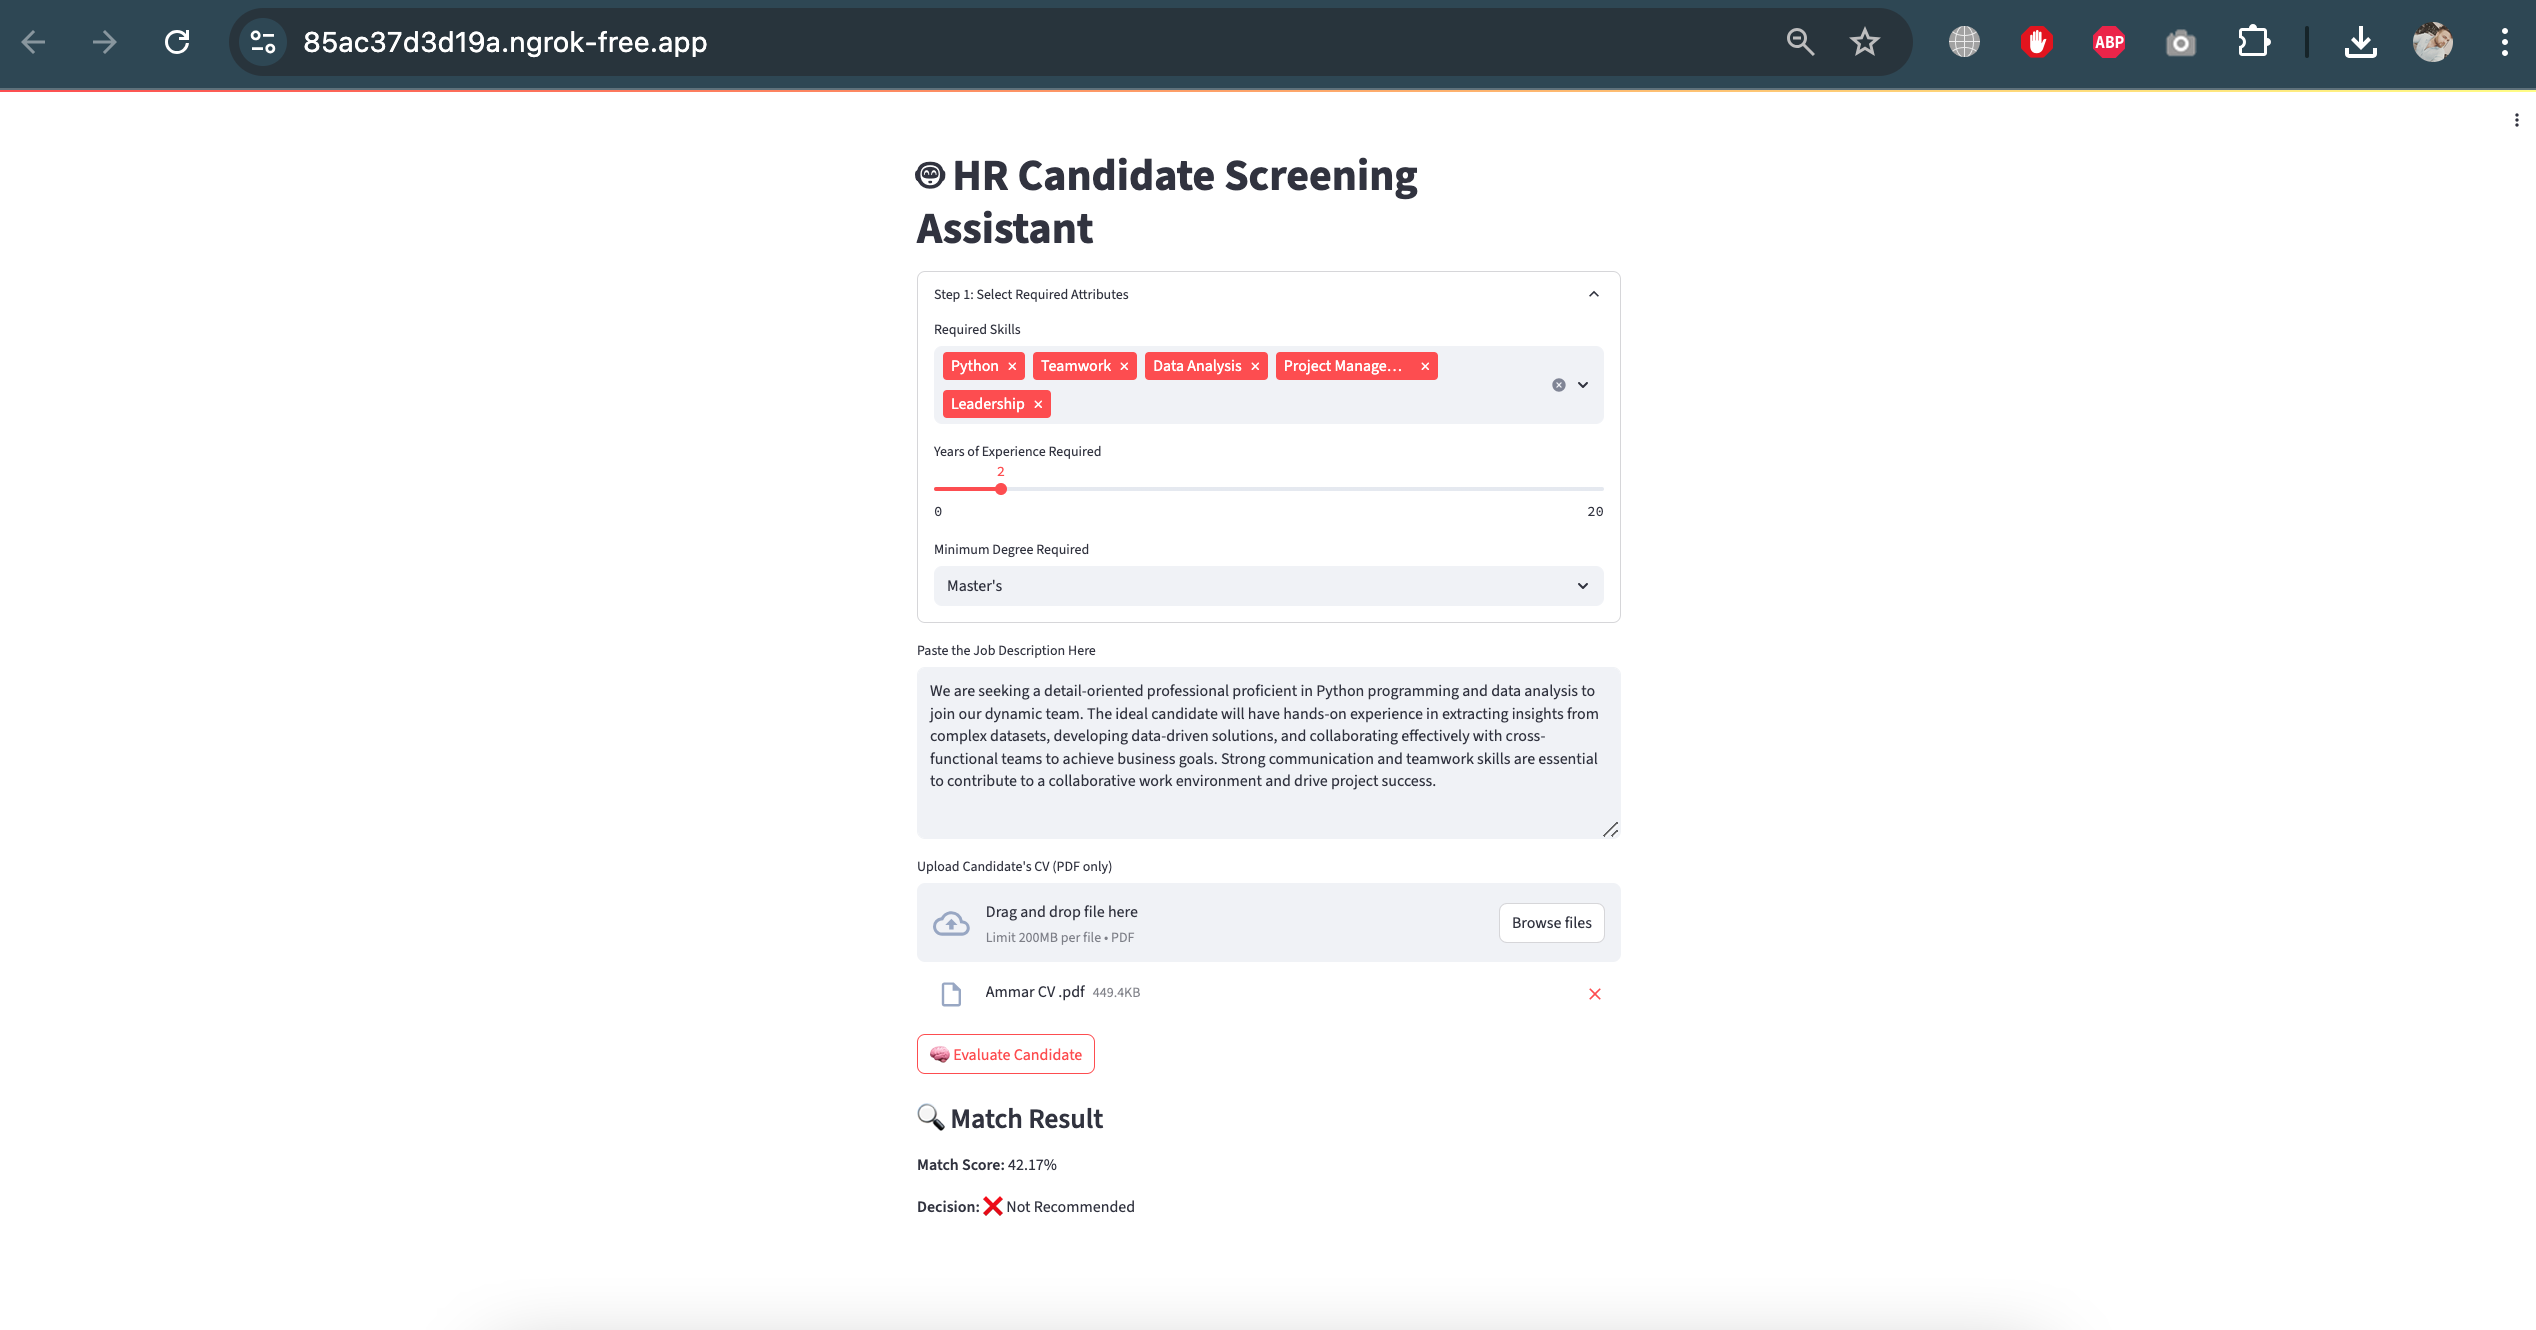 85ac37d3d19a.ngrok-free.app
ABP
HR Candidate Screening
Assistant
Step 1: Select Required Attributes
Required Skills
Python × Teamwork × Data Analysis × Project Manage... ×
Leadership ×
Years of Experience Required
2
0 20
Minimum Degree Required
Master's
Paste the Job Description Here
We are seeking a detail-oriented professional proficient in Python programming and data analysis to
join our dynamic team. The ideal candidate will have hands-on experience in extracting insights from
complex datasets, developing data-driven solutions, and collaborating effectively with cross-
functional teams to achieve business goals. Strong communication and teamwork skills are essential
to contribute to a collaborative work environment and drive project success.
Upload Candidate's CV (PDF only)
Drag and drop file here
Limit 200MB per file • PDF
Browse files
Ammar CV .pdf 449.4KB
🧠 Evaluate Candidate
🔍 Match Result
Match Score: 42.17%
Decision: ❌ Not Recommended